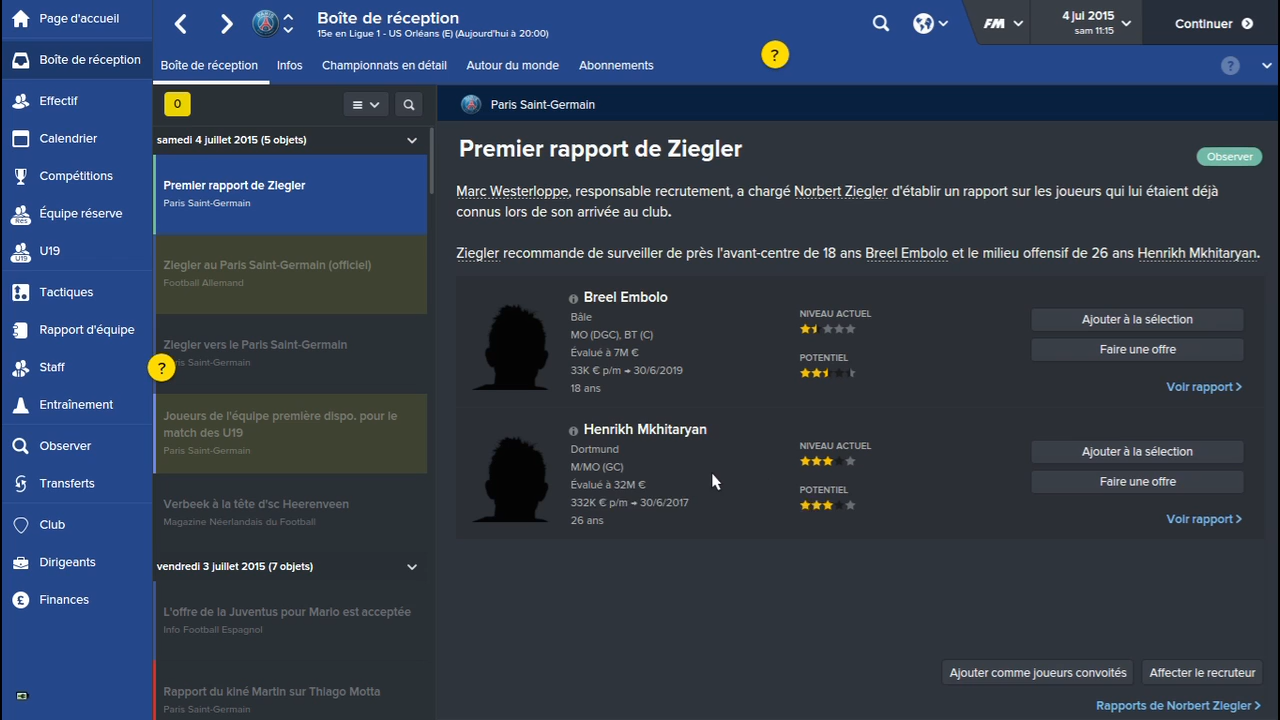 Page d'accueil
Boîte de réception
Effectif
Calendrier
Compétitions
Équipe réserve
U19
Tactiques
Rapport d'équipe
Staff
Entraînement
Observer
Transferts
Club
Dirigeants
Finances
Boîte de réception
15e en Ligue 1 - US Orléans (E) (Aujourd'hui à 20:00)
FM
4 jul 2015
sam 11:15
Continuer
Boîte de réception
Infos
Championnats en détail
Autour du monde
Abonnements
?
?
0
samedi 4 juillet 2015 (5 objets)
Premier rapport de Ziegler
Paris Saint-Germain
Ziegler au Paris Saint-Germain (officiel)
Football Allemand
Ziegler vers le Paris Saint-Germain
Paris Saint-Germain
?
Joueurs de l'équipe première dispo. pour le
match des U19
Paris Saint-Germain
Verbeek à la tête d'sc Heerenveen
Magazine Néerlandais du Football
vendredi 3 juillet 2015 (7 objets)
L'offre de la Juventus pour Mario est acceptée
Info Football Espagnol
Rapport du kiné Martin sur Thiago Motta
Paris Saint-Germain
Paris Saint-Germain
Premier rapport de Ziegler
Observer
Marc Westerloppe, responsable recrutement, a chargé Norbert Ziegler d'établir un rapport sur les joueurs qui lui étaient déjà
connus lors de son arrivée au club.
Ziegler recommande de surveiller de près l'avant-centre de 18 ans Breel Embolo et le milieu offensif de 26 ans Henrikh Mkhitaryan.
Breel Embolo
Bâle
MO (DGC), BT (C)
Évalué à 7M €
33K € p/m → 30/6/2019
18 ans
NIVEAU ACTUEL
POTENTIEL
Ajouter à la sélection
Faire une offre
Voir rapport >
Henrikh Mkhitaryan
Dortmund
M/MO (GC)
Évalué à 32M €
332K € p/m → 30/6/2017
26 ans
NIVEAU ACTUEL
POTENTIEL
Ajouter à la sélection
Faire une offre
Voir rapport >
Ajouter comme joueurs convoités
Affecter le recruteur
Rapports de Norbert Ziegler >